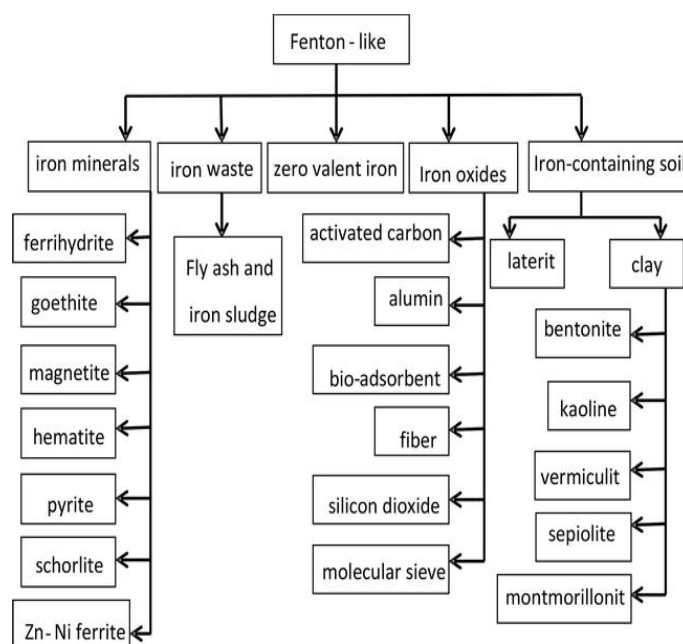 Fenton - like
iron minerals
iron waste
zero valent iron
Iron oxides
Iron-containing soil
ferrihydrite
goethite
magnetite
hematite
pyrite
schorlite
Zn- Ni ferrite
Fly ash and
iron sludge
activated carbon
alumin
bio-adsorbent
fiber
silicon dioxide
molecular sieve
laterit
clay
bentonite
kaoline
vermiculit
sepiolite
montmorillonit